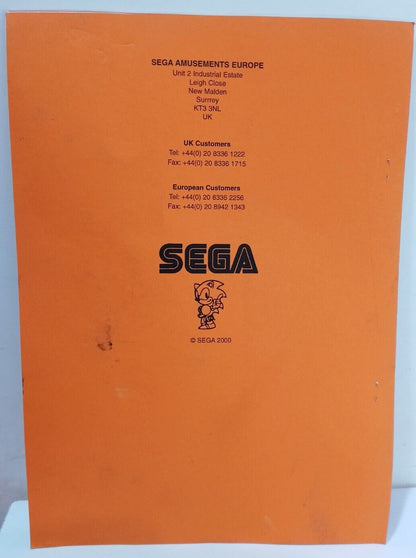 SEGA AMUSEMENTS EUROPE
Unit 2 Industrial Estate
Leigh Close
New Malden
Surrrey
KT3 3NL
UK
UK Customers
Tel: +44(0) 20 8336 1222
Fax: +44(0) 20 8336 1715
European Customers
Tel: +44(0) 20 8336 2256
Fax: +44(0) 20 8942 1343
SEGA
© SEGA 2000